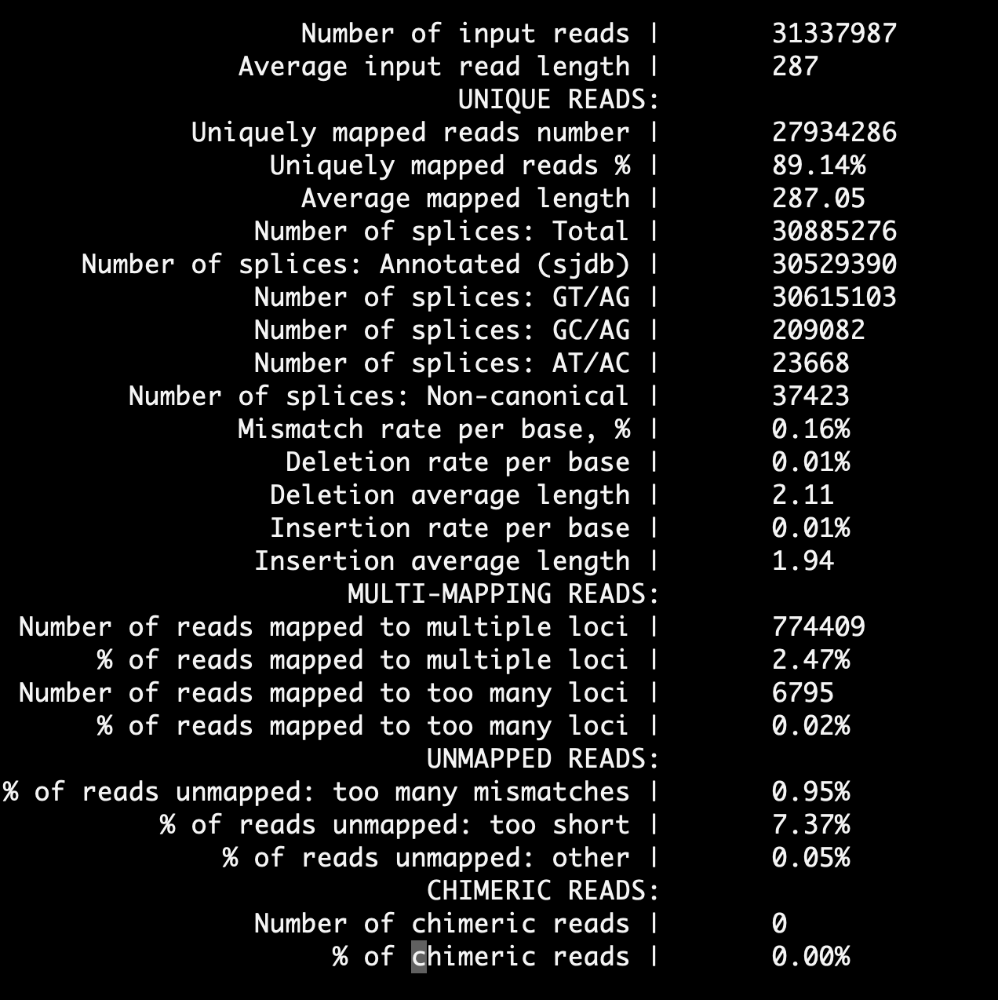 Number of input reads | 31337987
Average input read length | 287
UNIQUE READS:
Uniquely mapped reads number | 27934286
Uniquely mapped reads % | 89.14%
Average mapped length | 287.05
Number of splices: Total | 30885276
Number of splices: Annotated (sjdb) | 30529390
Number of splices: GT/AG | 30615103
Number of splices: GC/AG | 209082
Number of splices: AT/AC | 23668
Number of splices: Non-canonical | 37423
Mismatch rate per base, % | 0.16%
Deletion rate per base | 0.01%
Deletion average length | 2.11
Insertion rate per base | 0.01%
Insertion average length | 1.94
MULTI-MAPPING READS:
Number of reads mapped to multiple loci | 774409
% of reads mapped to multiple loci | 2.47%
Number of reads mapped to too many loci | 6795
% of reads mapped to too many loci | 0.02%
UNMAPPED READS:
% of reads unmapped: too many mismatches | 0.95%
% of reads unmapped: too short | 7.37%
% of reads unmapped: other | 0.05%
CHIMERIC READS:
Number of chimeric reads | 0
% of chimeric reads | 0.00%